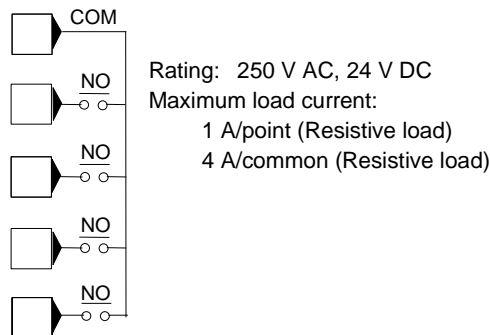 COM
NO
NO
NO
NO
Rating: 250 V AC, 24 V DC
Maximum load current:
1 A/point (Resistive load)
4 A/common (Resistive load)